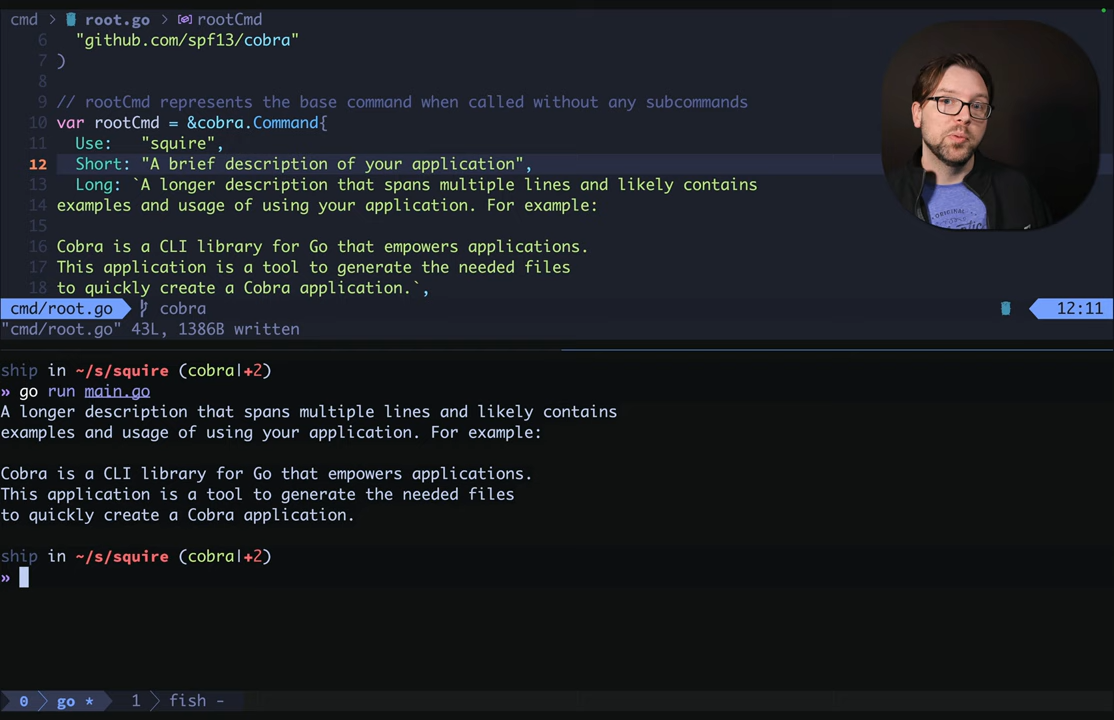 cmd > root.go > rootCmd
6 "github.com/spf13/cobra"
7 )
8
9 // rootCmd represents the base command when called without any subcommands
10 var rootCmd = &cobra.Command{
11 Use: "squire",
12 Short: "A brief description of your application",
13 Long: `A longer description that spans multiple lines and likely contains
14 examples and usage of using your application. For example:
15
16 Cobra is a CLI library for Go that empowers applications.
17 This application is a tool to generate the needed files
18 to quickly create a Cobra application.`,
cmd/root.go cobra 12:11
"cmd/root.go" 43L, 1386B written
ship in ~/s/squire (cobra|+2)
» go run main.go
A longer description that spans multiple lines and likely contains
examples and usage of using your application. For example:
Cobra is a CLI library for Go that empowers applications.
This application is a tool to generate the needed files
to quickly create a Cobra application.
ship in ~/s/squire (cobra|+2)
»
0 go * 1 fish -